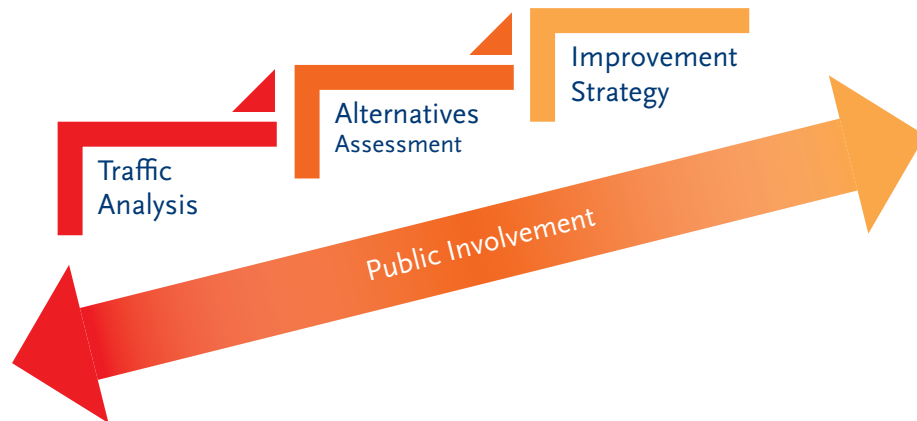 Traffic
Analysis
Alternatives
Assessment
Improvement
Strategy
Public Involvement